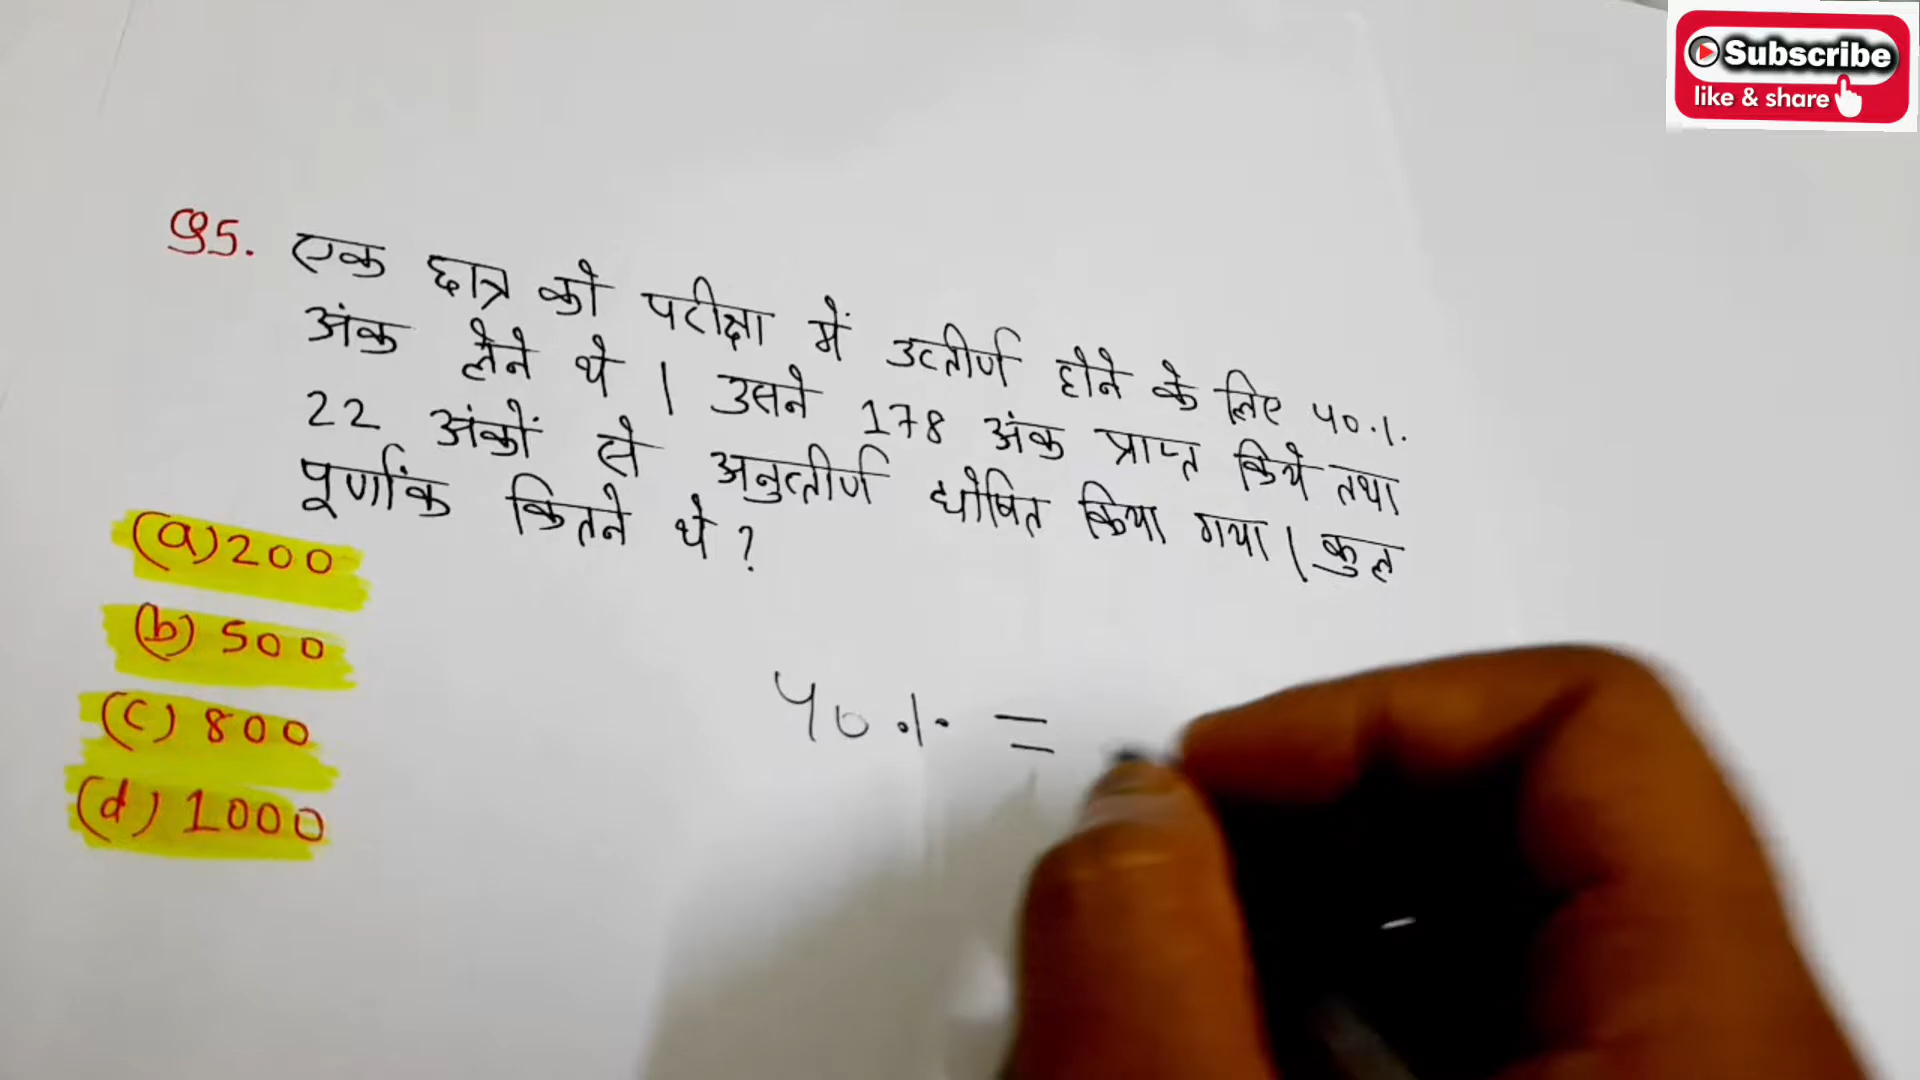 Subscribe
like & share
Q5. एक छात्र को परीक्षा में उत्तीर्ण होने के लिए 40%
अंक लेने थे । उसने 178 अंक प्राप्त किये तथा
22 अंकों से अनुत्तीर्ण घोषित किया गया । कुल
पूर्णांक कितने थे ?
(a) 200
(b) 500
(c) 800
(d) 1000
40% =